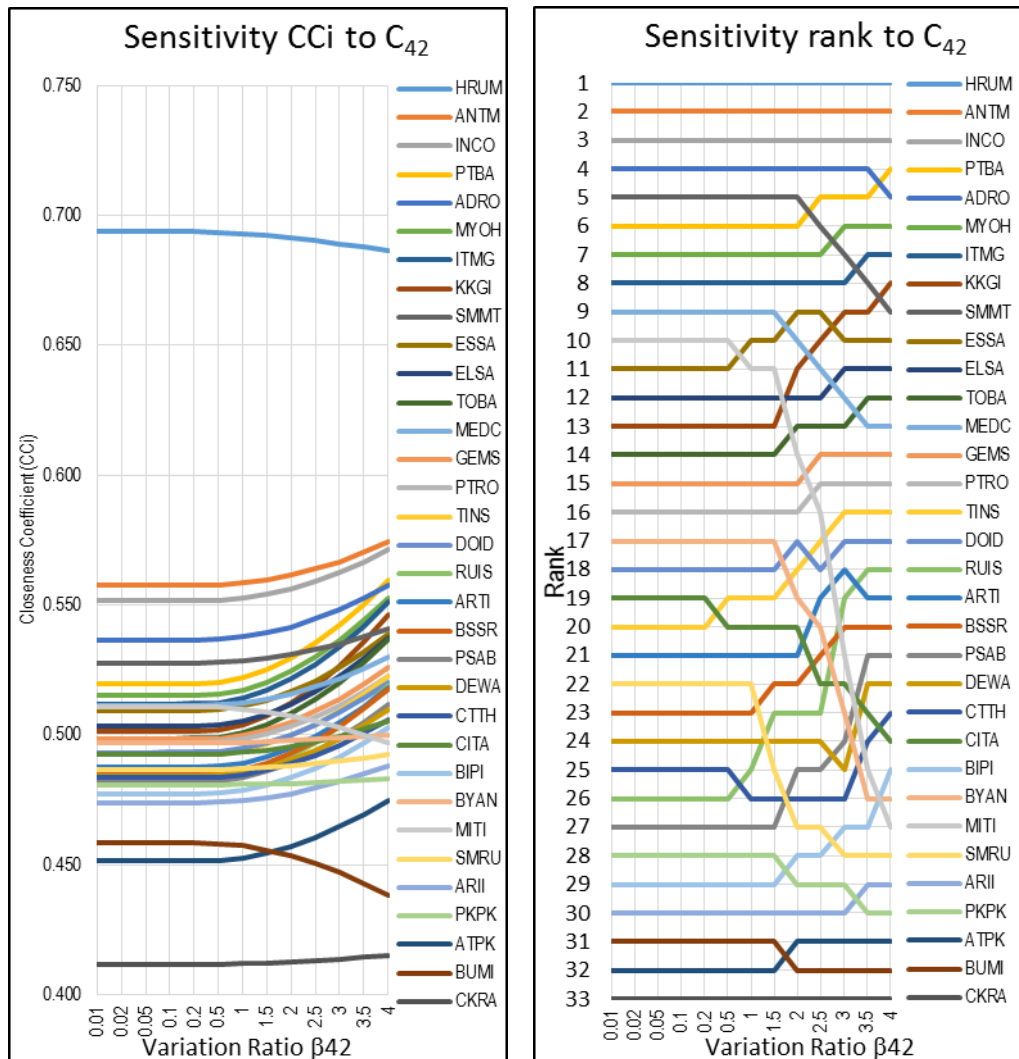 Sensitivity CCi to C42
0.750
0.700
0.650
0.600
0.550
0.500
0.450
0.400
Closeness Coefficient (CCi)
0.01
0.02
0.05
0.1
0.2
0.5
1
1.5
2
2.5
3
3.5
4
Variation Ratio β42
HRUM
ANTM
INCO
PTBA
ADRO
MYOH
ITMG
KKGI
SMMT
ESSA
ELSA
TOBA
MEDC
GEMS
PTRO
TINS
DOID
RUIS
ARTI
BSSR
PSAB
DEWA
CTTH
CITA
BIPI
BYAN
MITI
SMRU
ARII
PKPK
ATPK
BUMI
CKRA
Sensitivity rank to C42
1
2
3
4
5
6
7
8
9
10
11
12
13
14
15
16
17
18
19
20
21
22
23
24
25
26
27
28
29
30
31
32
33
Rank
0.01
0.02
0.05
0.1
0.2
0.5
1
1.5
2
2.5
3
3.5
4
Variation Ratio β42
HRUM
ANTM
INCO
PTBA
ADRO
MYOH
ITMG
KKGI
SMMT
ESSA
ELSA
TOBA
MEDC
GEMS
PTRO
TINS
DOID
RUIS
ARTI
BSSR
PSAB
DEWA
CTTH
CITA
BIPI
BYAN
MITI
SMRU
ARII
PKPK
ATPK
BUMI
CKRA